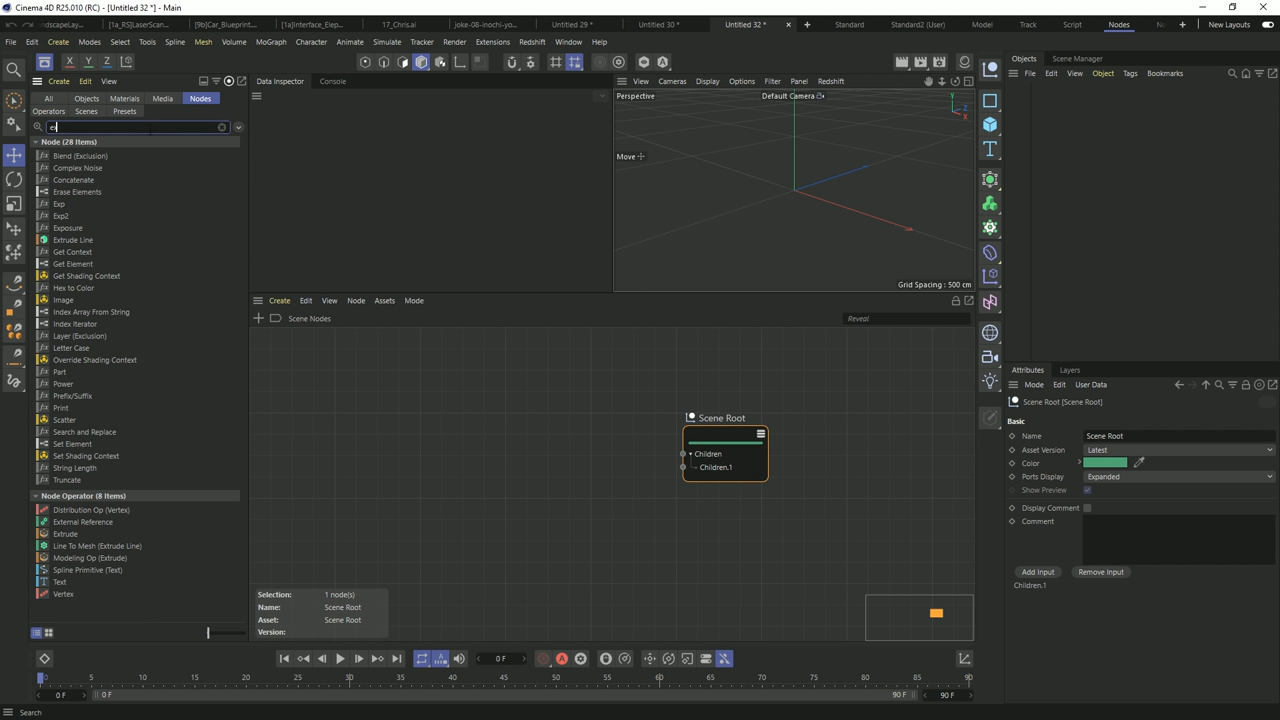 Cinema 4D R25.010 (RC) - [Untitled 32 *] - Main
dscapeLay...
[1a_RS]LaserScan...
[9b]Car_Blueprint...
[1a]Interface_Elep...
17_Chris.ai
joke-08-inochi-yo...
Untitled 29 *
Untitled 30 *
Untitled 32 *
Standard
Standard2 (User)
Model
Track
Script
Nodes
New Layouts
File Edit Create Modes Select Tools Spline Mesh Volume MoGraph Character Animate Simulate Tracker Render Extensions Redshift Window Help
X Y Z
Create Edit View
Data Inspector Console
View Cameras Display Options Filter Panel Redshift
Objects Scene Manager
File Edit View Object Tags Bookmarks
All Objects Materials Media Nodes
Operators Scenes Presets
ex
Perspective
Default Camera
Y
Z
X
Move
Grid Spacing : 500 cm
Node (28 Items)
Blend (Exclusion)
Complex Noise
Concatenate
Erase Elements
Exp
Exp2
Exposure
Extrude Line
Get Context
Get Element
Get Shading Context
Hex to Color
Image
Index Array From String
Index Iterator
Layer (Exclusion)
Letter Case
Override Shading Context
Part
Power
Prefix/Suffix
Print
Scatter
Search and Replace
Set Element
Set Shading Context
String Length
Truncate
Node Operator (8 Items)
Distribution Op (Vertex)
External Reference
Extrude
Line To Mesh (Extrude Line)
Modeling Op (Extrude)
Spline Primitive (Text)
Text
Vertex
Create Edit View Node Assets Mode
Scene Nodes
Reveal
Scene Root
Children
Children.1
Selection: 1 node(s)
Name: Scene Root
Asset: Scene Root
Version:
Attributes Layers
Mode Edit User Data
Scene Root [Scene Root]
Basic
Name Scene Root
Asset Version Latest
Color
Ports Display Expanded
Show Preview
Display Comment
Comment
Add Input Remove Input
Children.1
0 F
0 5 10 15 20 25 30 35 40 45 50 55 60 65 70 75 80 85 90
0 F 0 F 90 F 90 F
Search